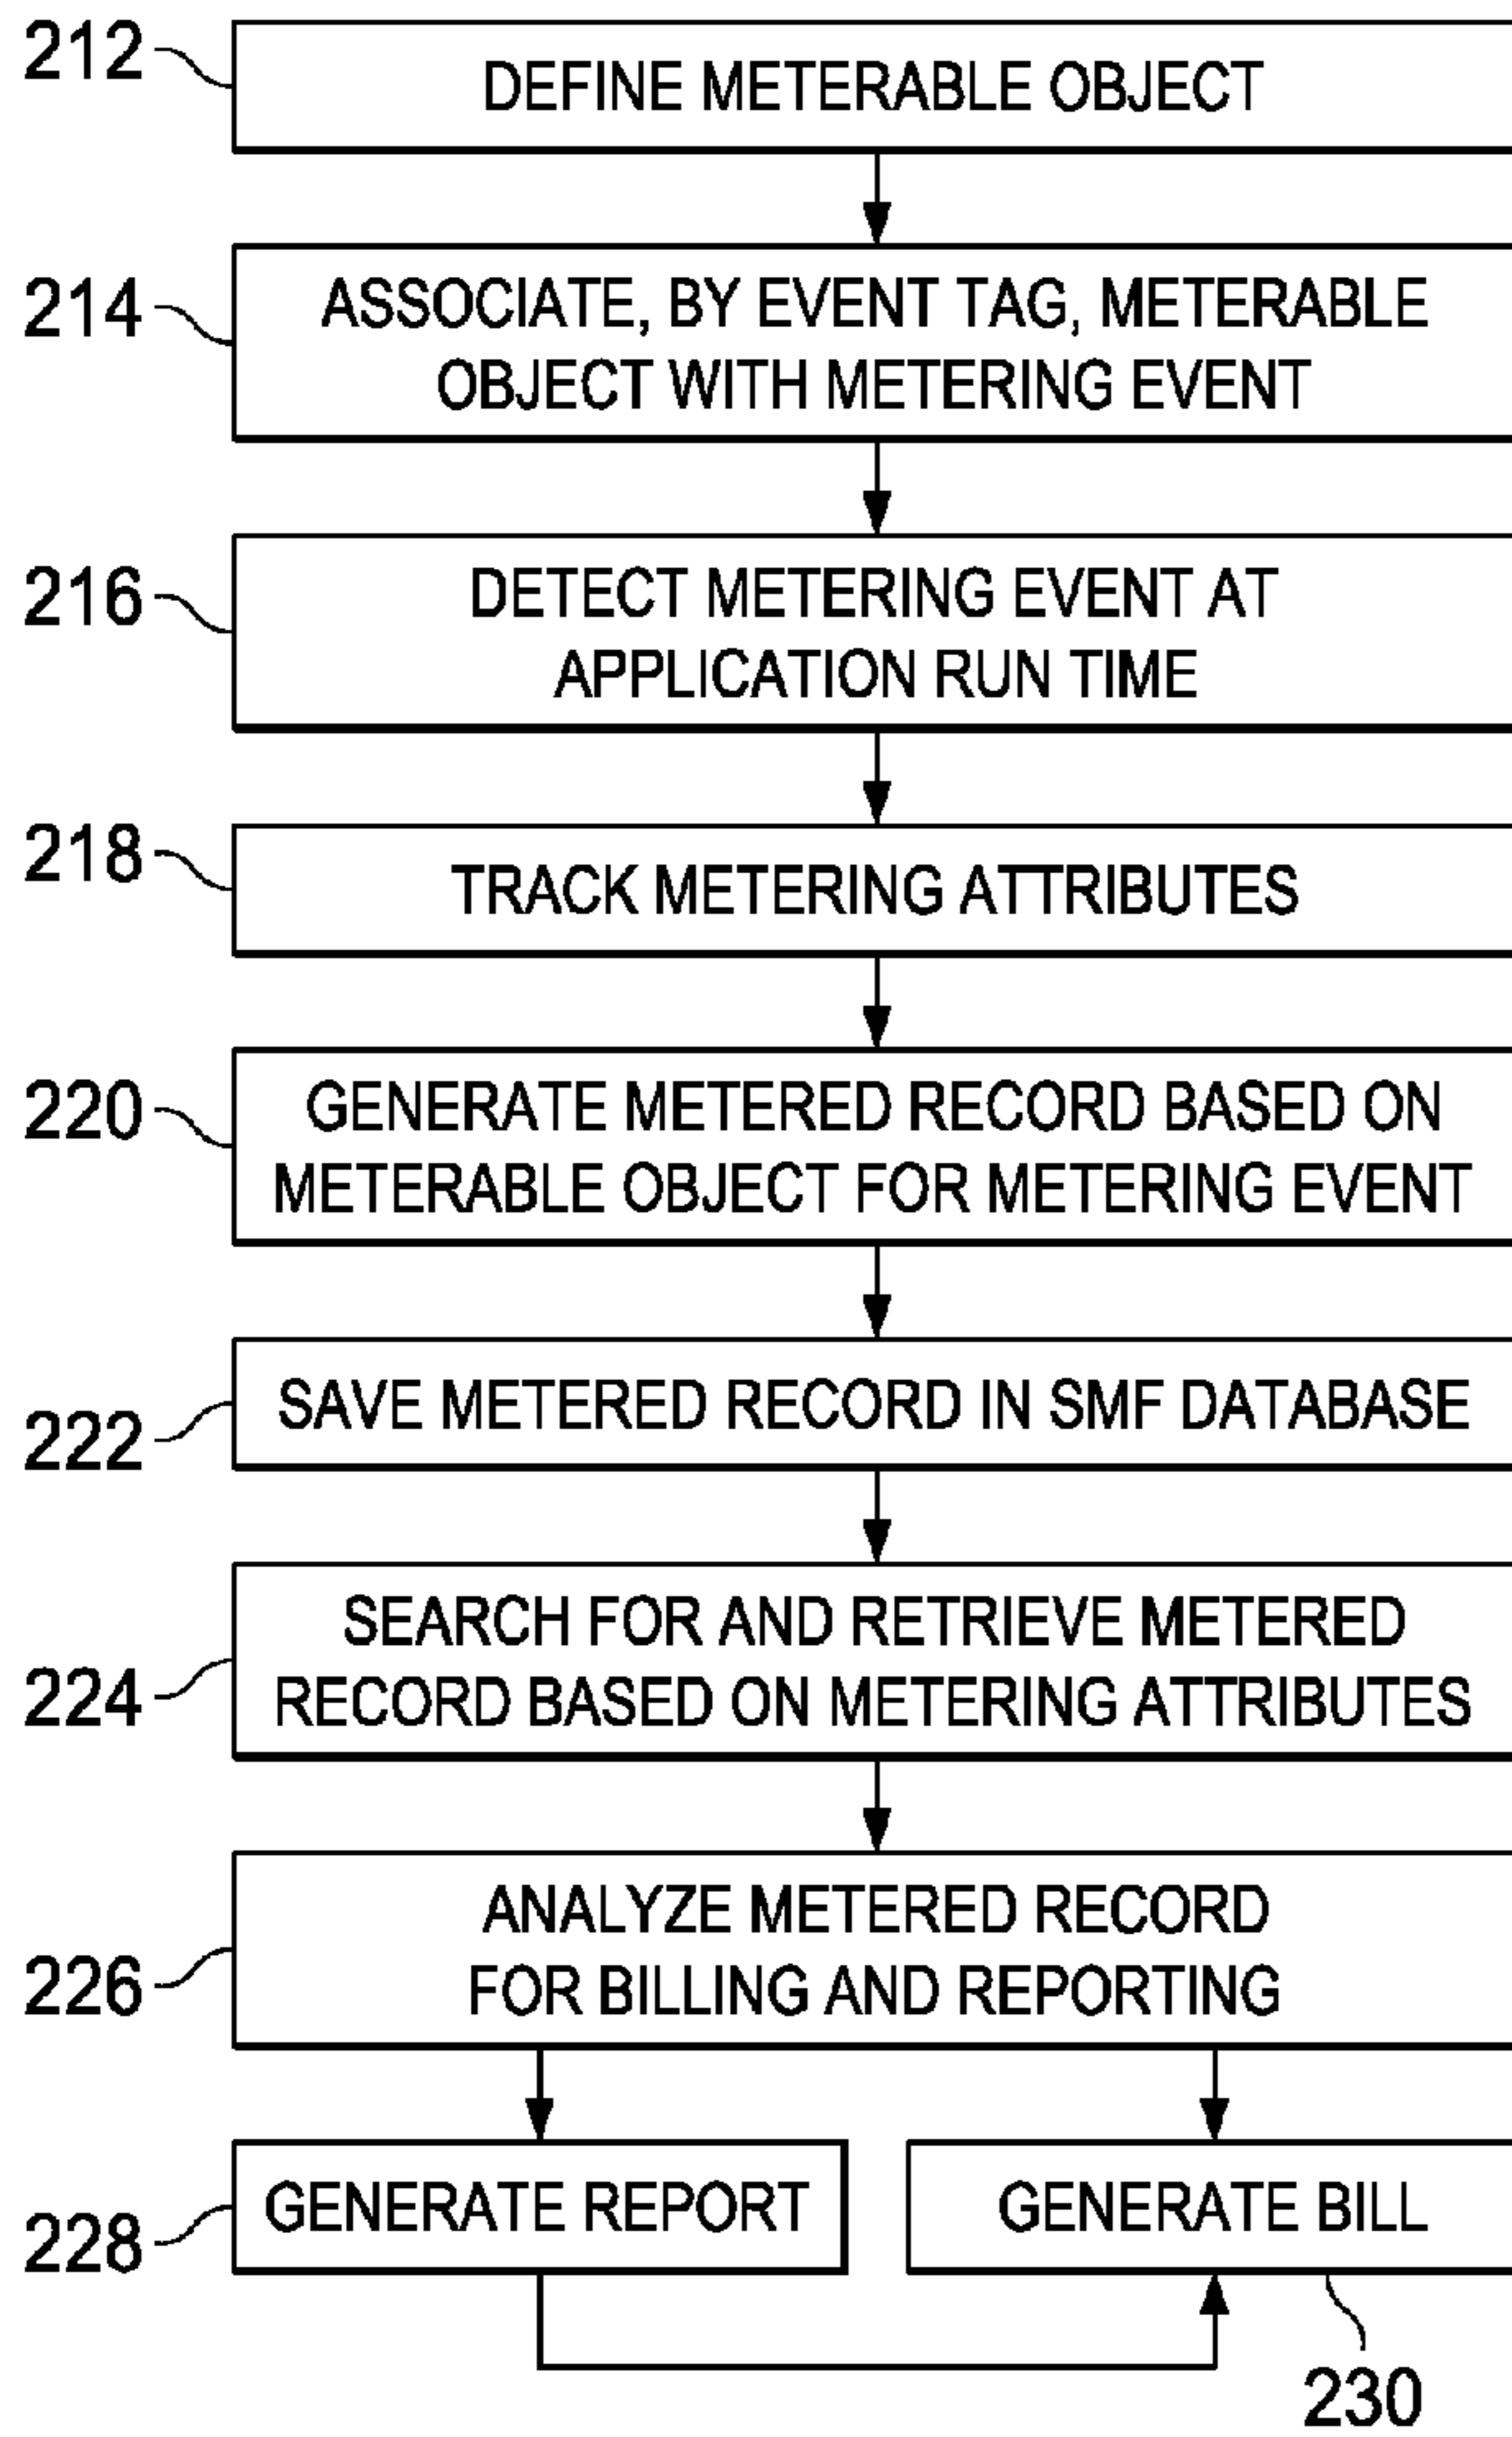 212
DEFINE METERABLE OBJECT
214
ASSOCIATE, BY EVENT TAG, METERABLE
OBJECT WITH METERING EVENT
216
DETECT METERING EVENT AT
APPLICATION RUN TIME
218
TRACK METERING ATTRIBUTES
220
GENERATE METERED RECORD BASED ON
METERABLE OBJECT FOR METERING EVENT
222
SAVE METERED RECORD IN SMF DATABASE
224
SEARCH FOR AND RETRIEVE METERED
RECORD BASED ON METERING ATTRIBUTES
226
ANALYZE METERED RECORD
FOR BILLING AND REPORTING
228
GENERATE REPORT
GENERATE BILL
230